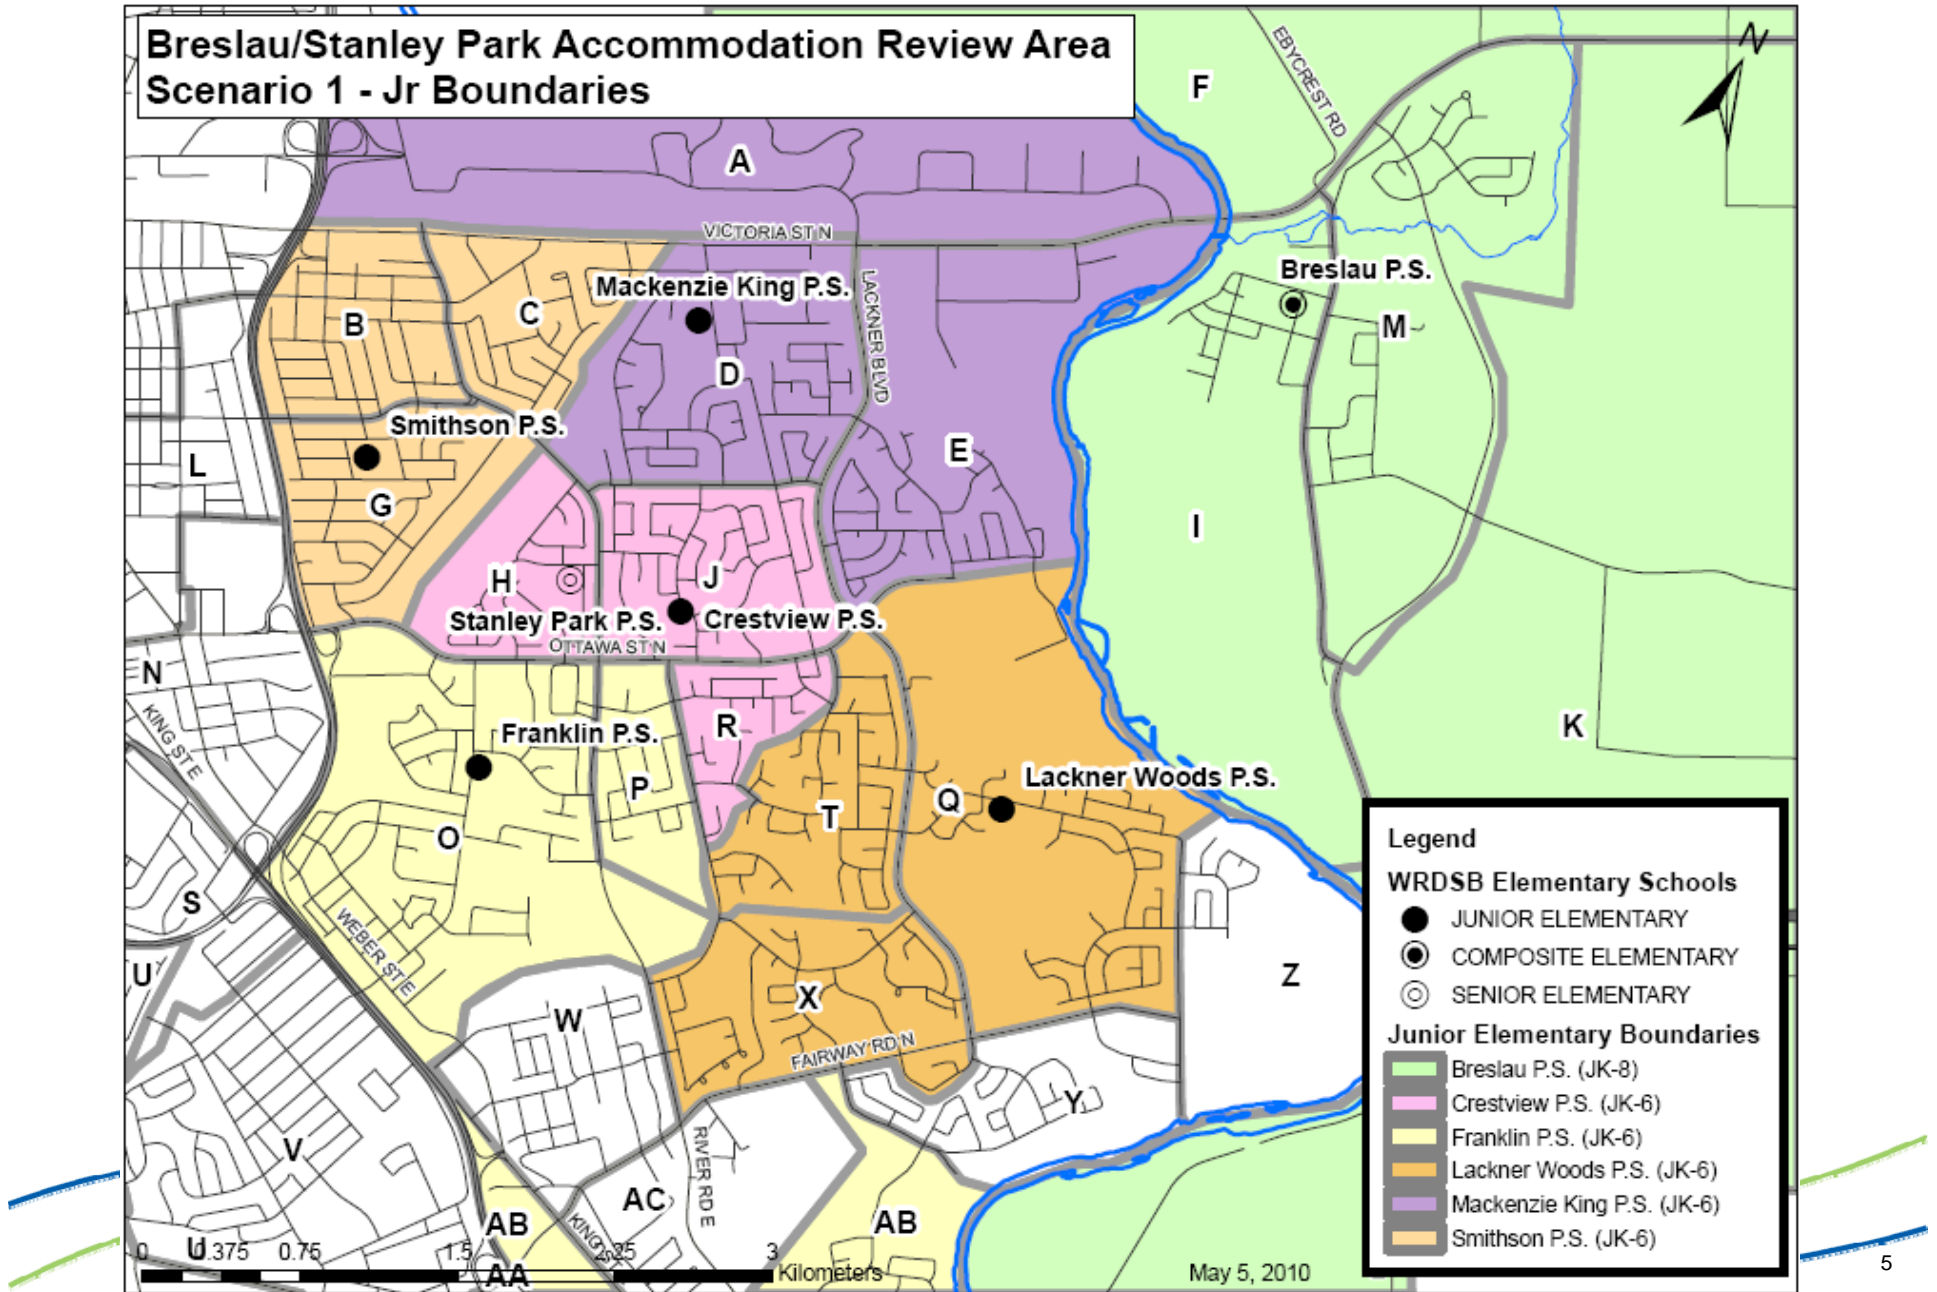 Breslau/Stanley Park Accommodation Review Area
Scenario 1 - Jr Boundaries
N
F
EBYCREST RD
A
VICTORIA ST N
Mackenzie King P.S.
Breslau P.S.
B
C
LACKNER BLVD
M
D
Smithson P.S.
L
E
G
I
H
J
Stanley Park P.S.
Crestview P.S.
OTTAWA ST N
N
KING ST E
Franklin P.S.
R
K
P
Lackner Woods P.S.
Q
T
O
S
WEBER ST E
U
Z
X
W
FAIRWAY RD N
Y
V
RIVER RD E
AC
AB
KING ST
AB
U
AA
0 0.375 0.75 1.5 2.25 3
Kilometers
May 5, 2010
Legend
WRDSB Elementary Schools
JUNIOR ELEMENTARY
COMPOSITE ELEMENTARY
SENIOR ELEMENTARY
Junior Elementary Boundaries
Breslau P.S. (JK-8)
Crestview P.S. (JK-6)
Franklin P.S. (JK-6)
Lackner Woods P.S. (JK-6)
Mackenzie King P.S. (JK-6)
Smithson P.S. (JK-6)
5